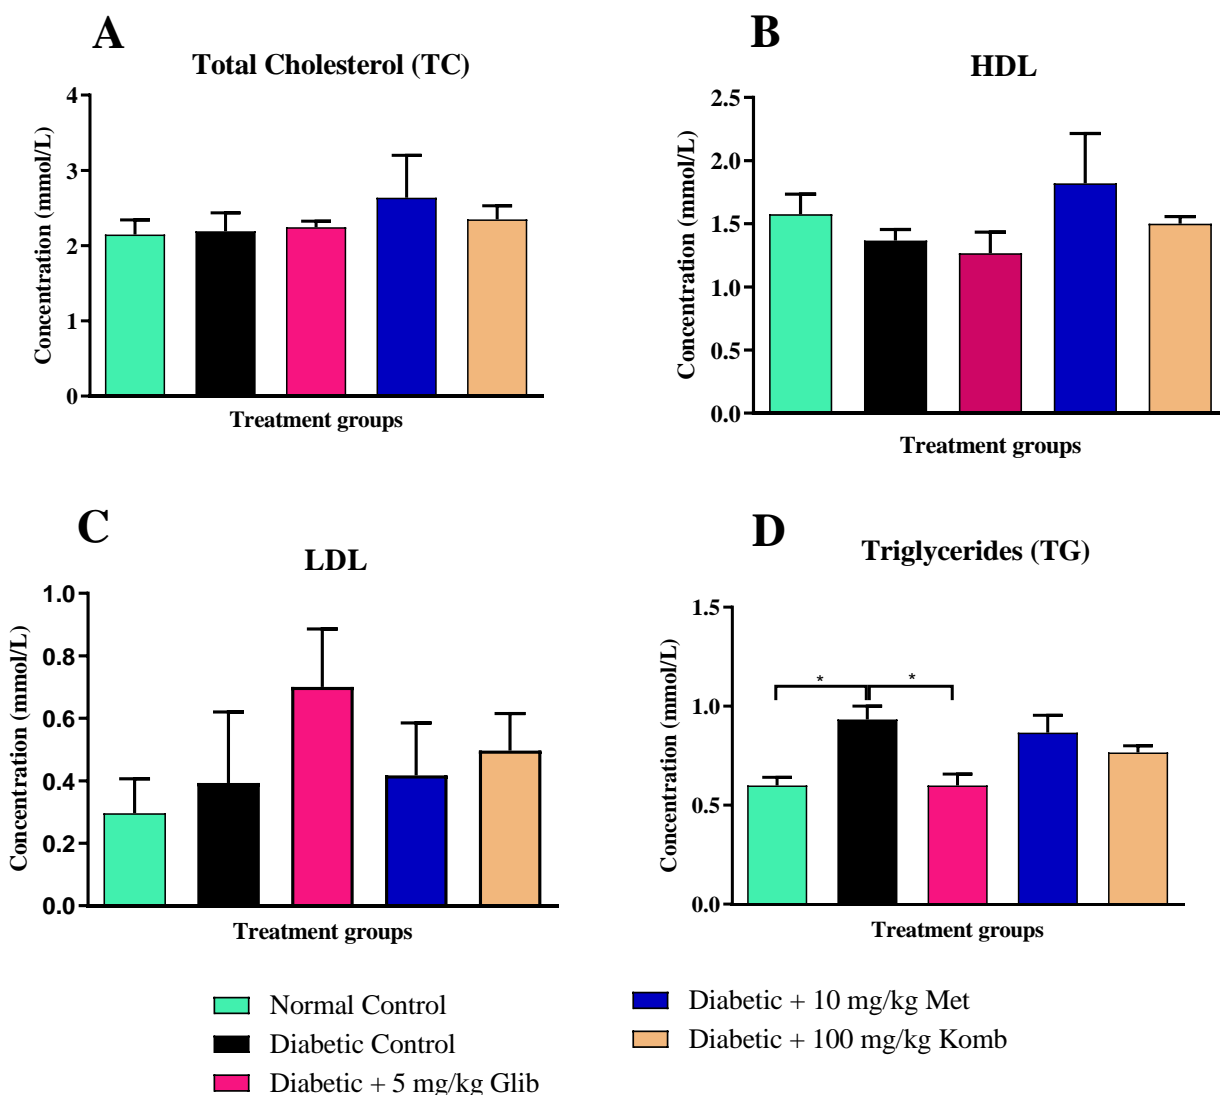 A
Total Cholesterol (TC)
4
3
2
1
0
Concentration (mmol/L)
Treatment groups
B
HDL
2.5
2.0
1.5
1.0
0.5
0.0
Concentration (mmol/L)
Treatment groups
C
LDL
1.0
0.8
0.6
0.4
0.2
0.0
Concentration (mmol/L)
Treatment groups
D
Triglycerides (TG)
1.5
1.0
0.5
0.0
Concentration (mmol/L)
* *
Treatment groups
Normal Control
Diabetic Control
Diabetic + 5 mg/kg Glib
Diabetic + 10 mg/kg Met
Diabetic + 100 mg/kg Komb